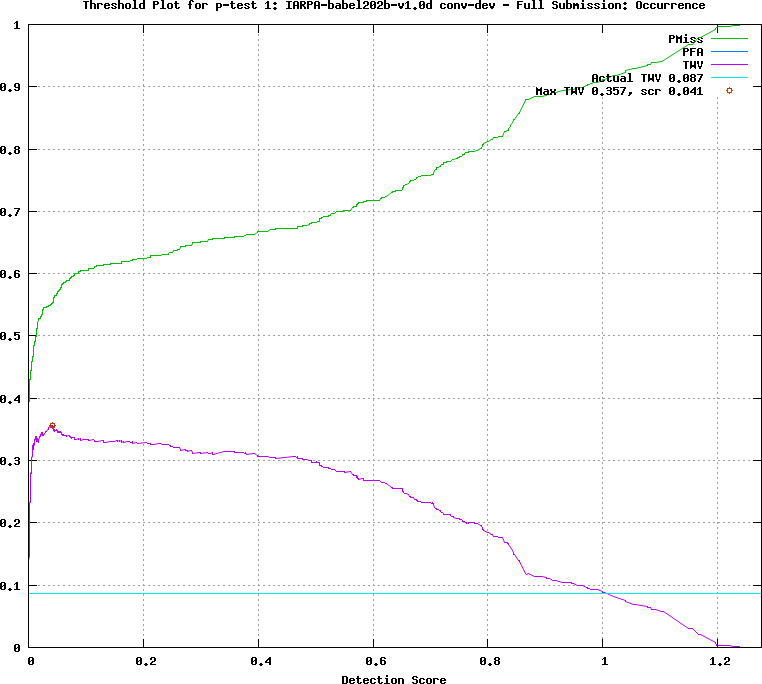 Threshold Plot for p-test 1: IARPA-babel202b-v1.0d conv-dev - Full Submission: Occurrence
PMiss
PFA
TWV
Actual TWV 0.087
Max TWV 0.357, scr 0.041
1
0.9
0.8
0.7
0.6
0.5
0.4
0.3
0.2
0.1
0
0 0.2 0.4 0.6 0.8 1 1.2
Detection Score